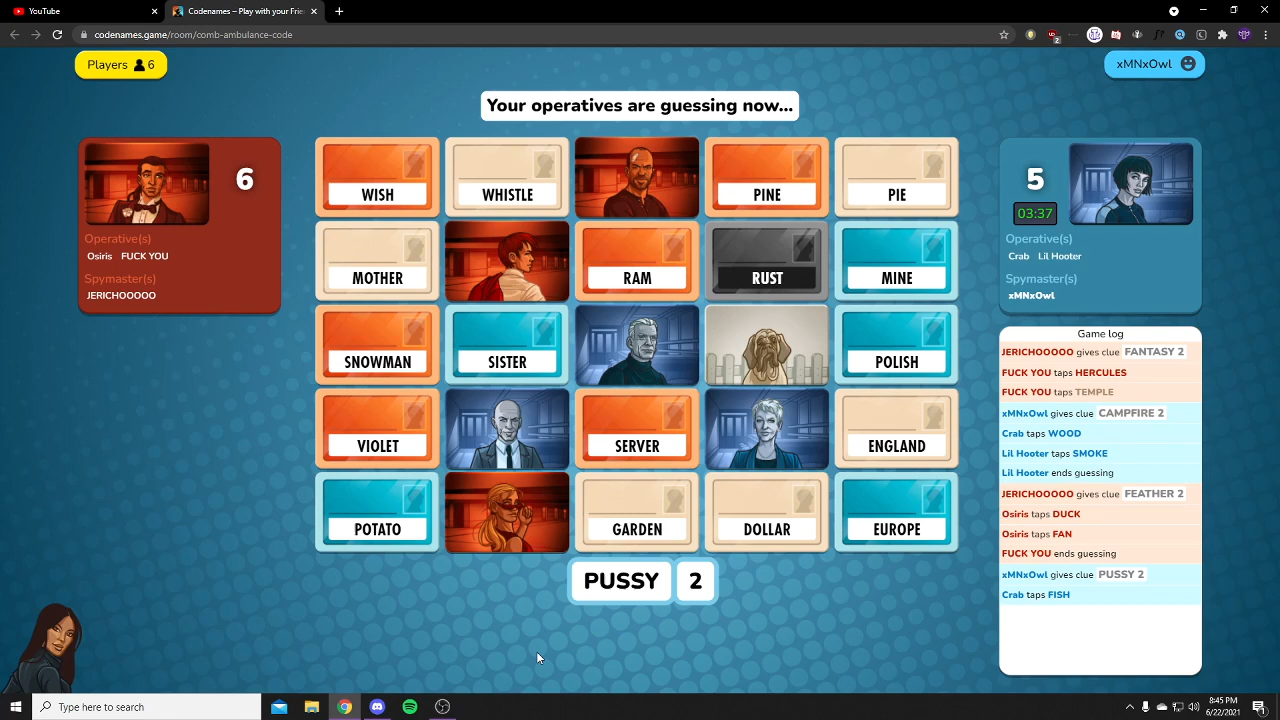 YouTube
Codenames – Play with your Frie
codenames.game/room/comb-ambulance-code
2
Players 6
xMNxOwl
Your operatives are guessing now...
6
Operative(s)
Osiris FUCK YOU
Spymaster(s)
JERICHOOOOO
WISH
WHISTLE
PINE
PIE
MOTHER
RAM
RUST
MINE
SNOWMAN
SISTER
POLISH
VIOLET
SERVER
ENGLAND
POTATO
GARDEN
DOLLAR
EUROPE
PUSSY 2
5
03:37
Operative(s)
Crab Lil Hooter
Spymaster(s)
xMNxOwl
Game log
JERICHOOOOO gives clue FANTASY 2
FUCK YOU taps HERCULES
FUCK YOU taps TEMPLE
xMNxOwl gives clue CAMPFIRE 2
Crab taps WOOD
Lil Hooter taps SMOKE
Lil Hooter ends guessing
JERICHOOOOO gives clue FEATHER 2
Osiris taps DUCK
Osiris taps FAN
FUCK YOU ends guessing
xMNxOwl gives clue PUSSY 2
Crab taps FISH
Type here to search
8:45 PM
6/22/2021